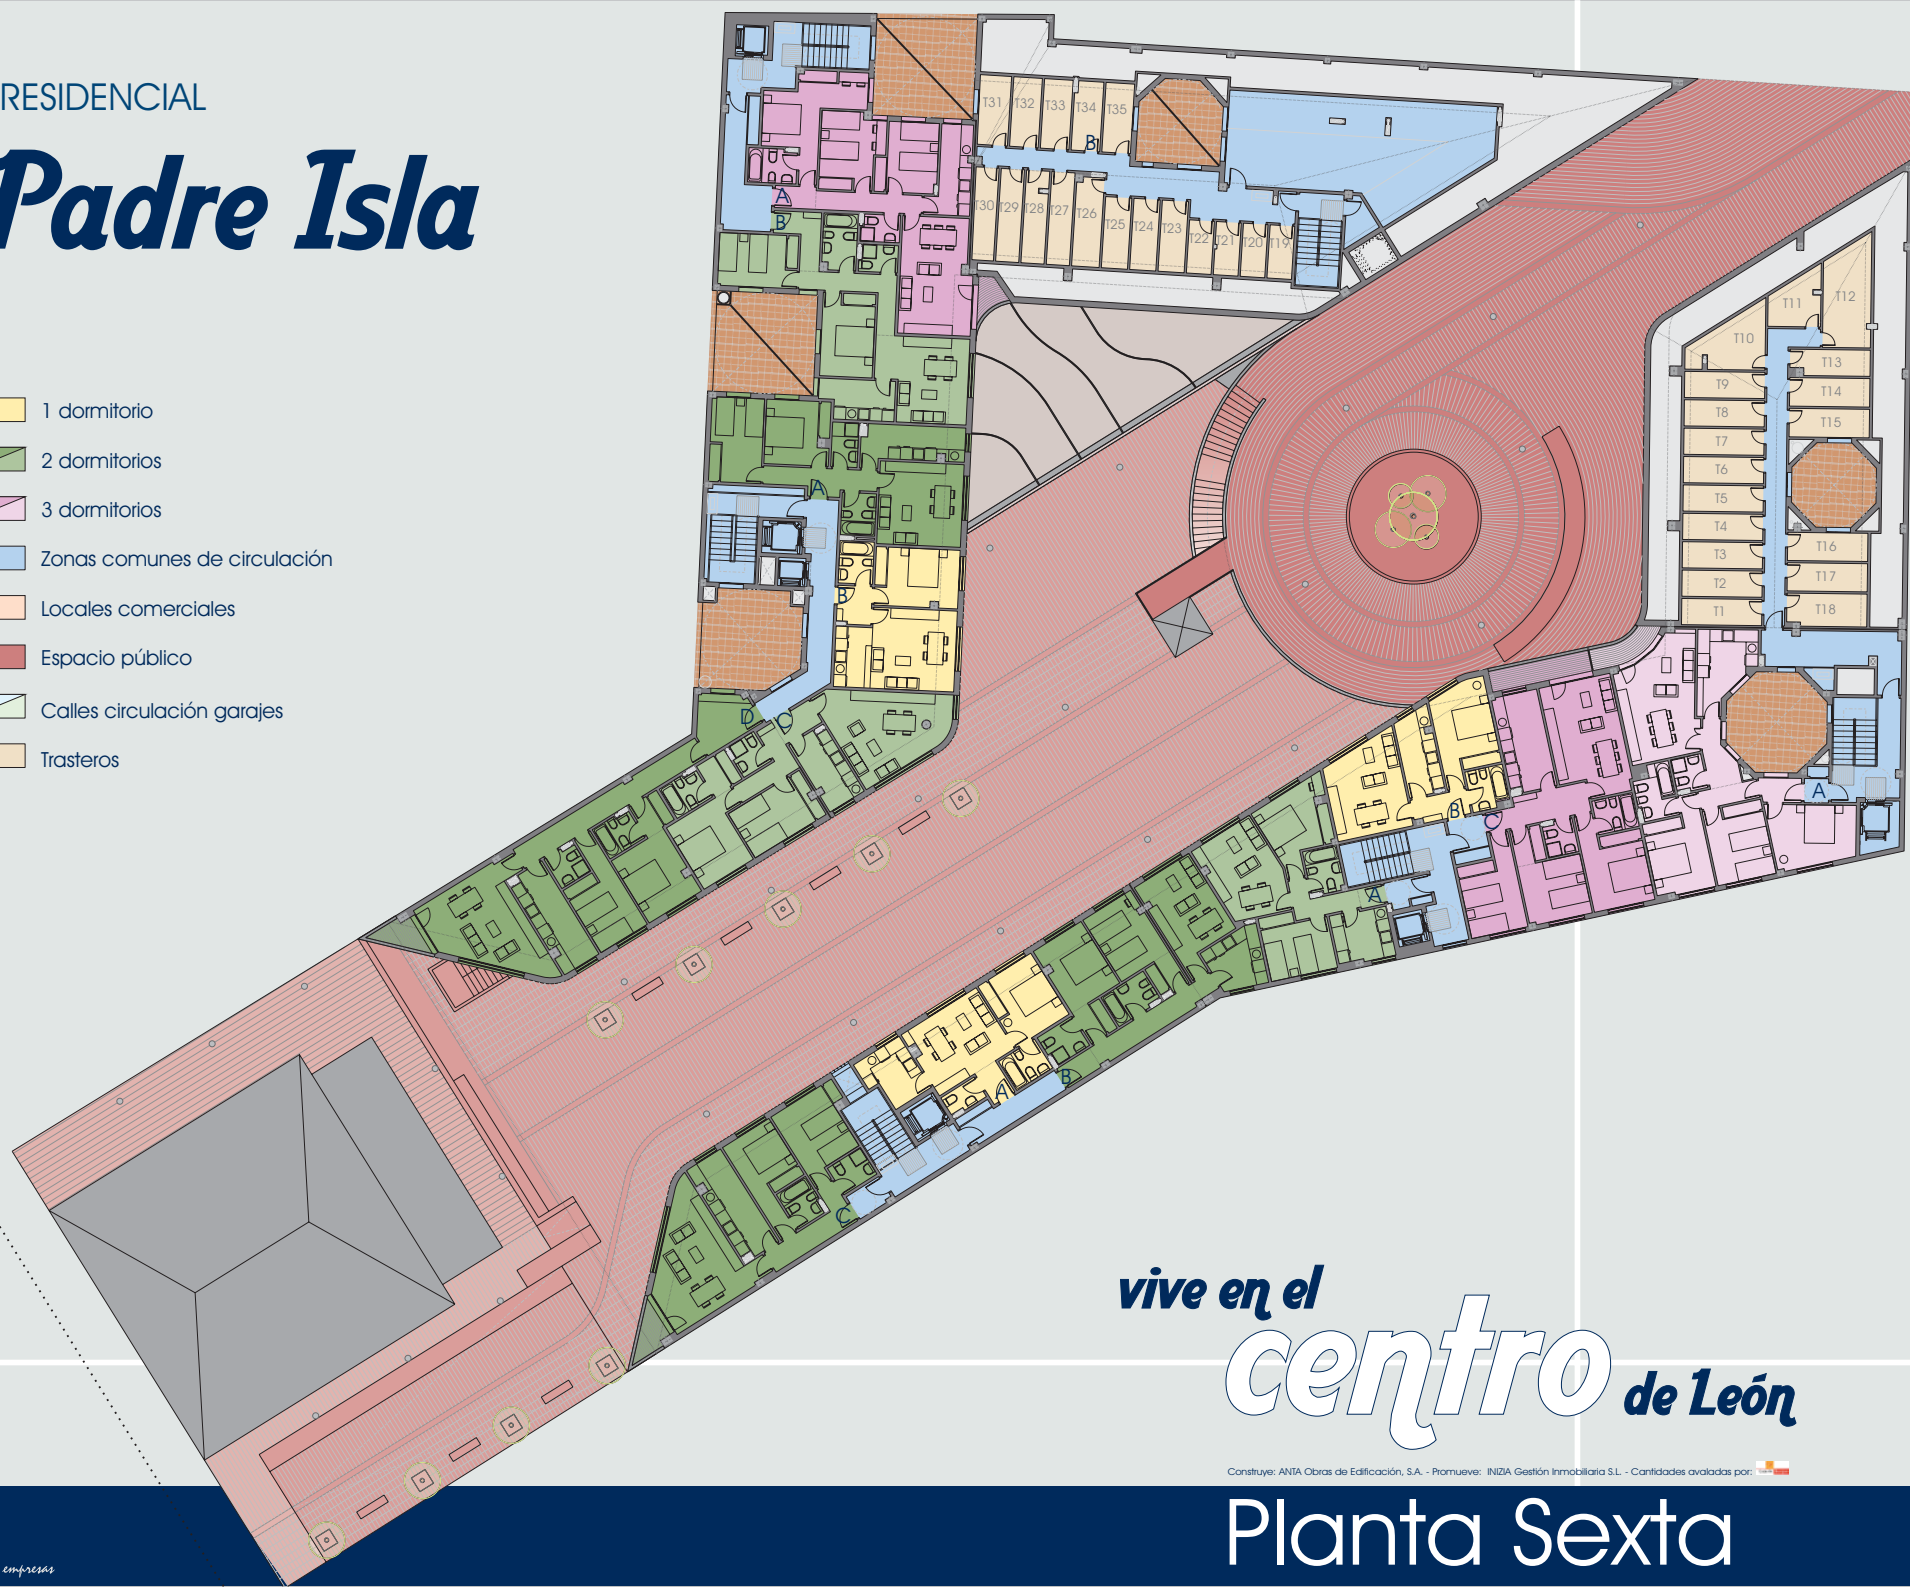 RESIDENCIAL
Padre Isla
1 dormitorio
2 dormitorios
3 dormitorios
Zonas comunes de circulación
Locales comerciales
Espacio público
Calles circulación garajes
Trasteros
T31 T32 T33 T34 T35
B
T30 T29 T28 T27 T26 T25 T24 T23 T22 T21 T20 T19
A
B
A
B
D C
T12
T11
T10
T13
T9
T14
T8
T15
T7
T6
T5
T4
T3
T16
T2
T17
T1
T18
A
B
C
A
A
B
C
vive en el
centro
de León
Construye: ANTA Obras de Edificación, S.A. - Promueve: INIZIA Gestión Inmobiliaria S.L. - Cantidades avaladas por:
Planta Sexta
empresas